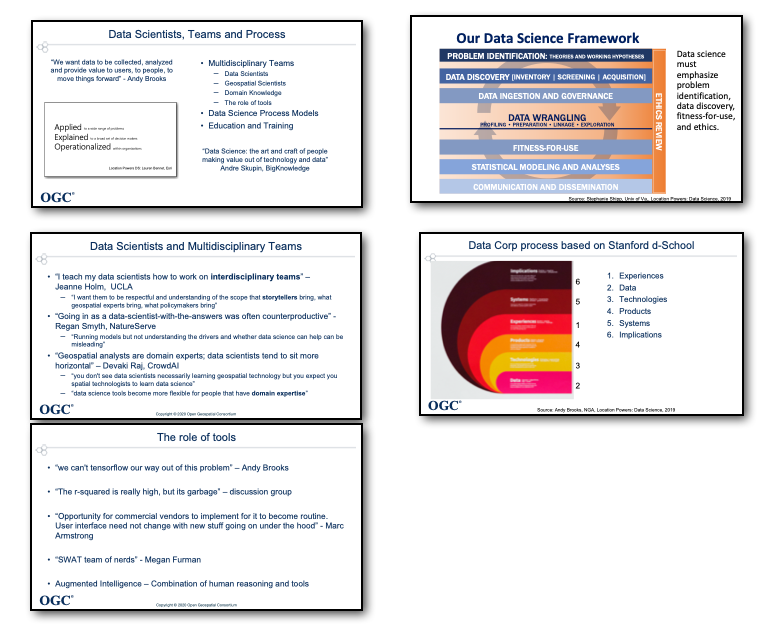 Data Scientists, Teams and Process
"We want data to be collected, analyzed
and provide value to users, to people, to
move things forward" - Andy Brooks
Applied to a wide range of problems
Explained to a broad set of decision makers
Operationalized within organizations
Location Powers DS; Lauren Bennet, Esri
• Multidisciplinary Teams
– Data Scientists
– Geospatial Scientists
– Domain Knowledge
– The role of tools
• Data Science Process Models
• Education and Training
"Data Science: the art and craft of people
making value out of technology and data"
Andre Skupin, BigKnowledge
OGC®
Our Data Science Framework
PROBLEM IDENTIFICATION: THEORIES AND WORKING HYPOTHESES
DATA DISCOVERY [INVENTORY | SCREENING | ACQUISITION]
DATA INGESTION AND GOVERNANCE
DATA WRANGLING
PROFILING • PREPARATION • LINKAGE • EXPLORATION
FITNESS-FOR-USE
STATISTICAL MODELING AND ANALYSES
COMMUNICATION AND DISSEMINATION
ETHICS REVIEW
Data science
must
emphasize
problem
identification,
data discovery,
fitness-for-use,
and ethics.
Source: Stephanie Shipp, Univ of Va,. Location Powers: Data Science, 2019
Data Scientists and Multidisciplinary Teams
• "I teach my data scientists how to work on interdisciplinary teams" –
Jeanne Holm, UCLA
– "I want them to be respectful and understanding of the scope that storytellers bring, what
geospatial experts bring, what policymakers bring"
• "Going in as a data-scientist-with-the-answers was often counterproductive" -
Regan Smyth, NatureServe
– "Running models but not understanding the drivers and whether data science can help can be
misleading"
• "Geospatial analysts are domain experts; data scientists tend to sit more
horizontal" – Devaki Raj, CrowdAI
– "you don't see data scientists necessarily learning geospatial technology but you expect you
spatial technologists to learn data science"
– "data science tools become more flexible for people that have domain expertise"
OGC®
Copyright © 2020 Open Geospatial Consortium
Data Corp process based on Stanford d-School
Implications
Systems
Experiences
Products
Technologies
Data
6
5
1
4
3
2
1. Experiences
2. Data
3. Technologies
4. Products
5. Systems
6. Implications
OGC®
Source: Andy Brooks, NGA, Location Powers: Data Science, 2019
The role of tools
• "we can't tensorflow our way out of this problem" – Andy Brooks
• "The r-squared is really high, but its garbage" – discussion group
• "Opportunity for commercial vendors to implement for it to become routine.
User interface need not change with new stuff going on under the hood" - Marc
Armstrong
• "SWAT team of nerds" - Megan Furman
• Augmented Intelligence – Combination of human reasoning and tools
OGC®
Copyright © 2020 Open Geospatial Consortium